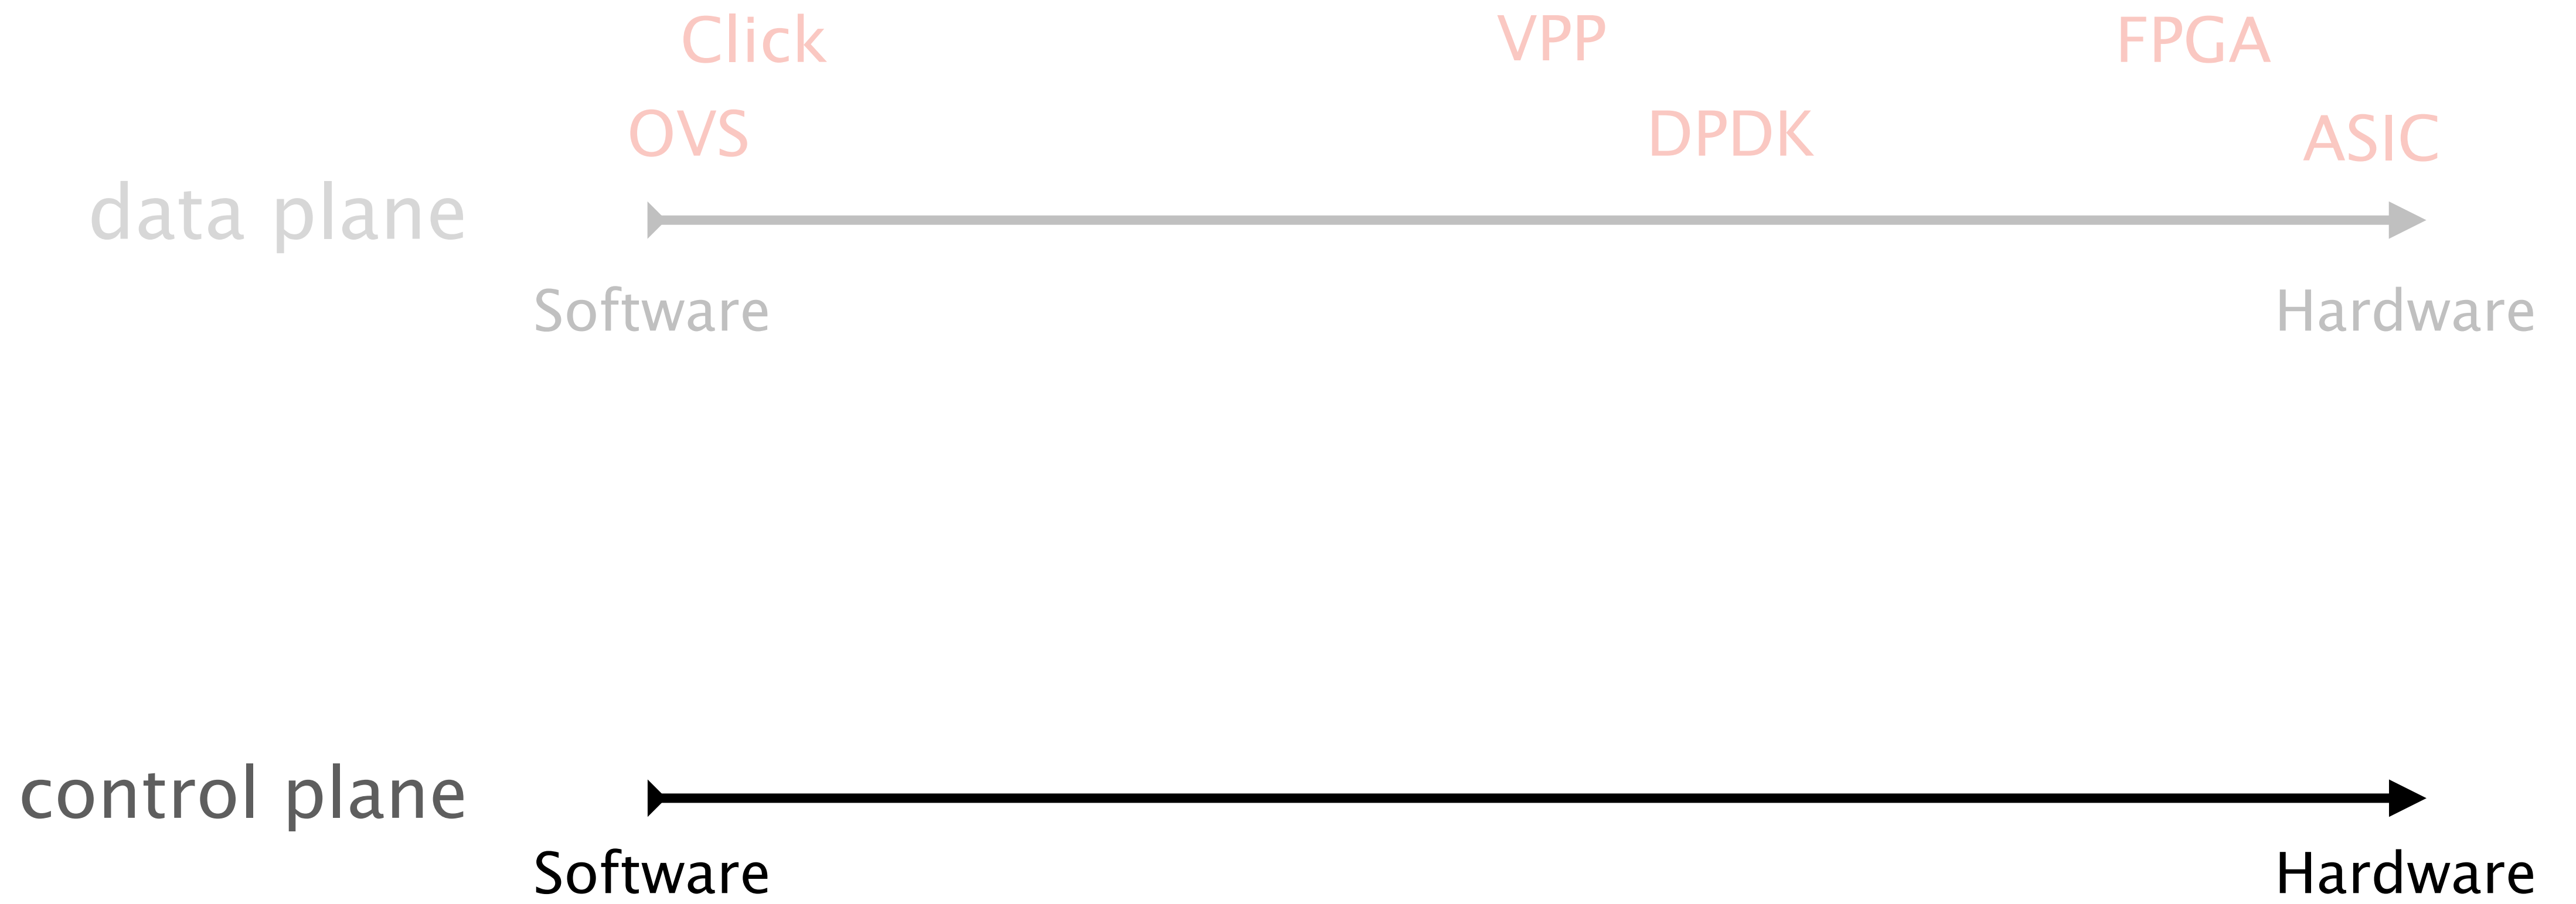 Click VPP FPGA
OVS DPDK ASIC
data plane
Software Hardware
control plane
Software Hardware